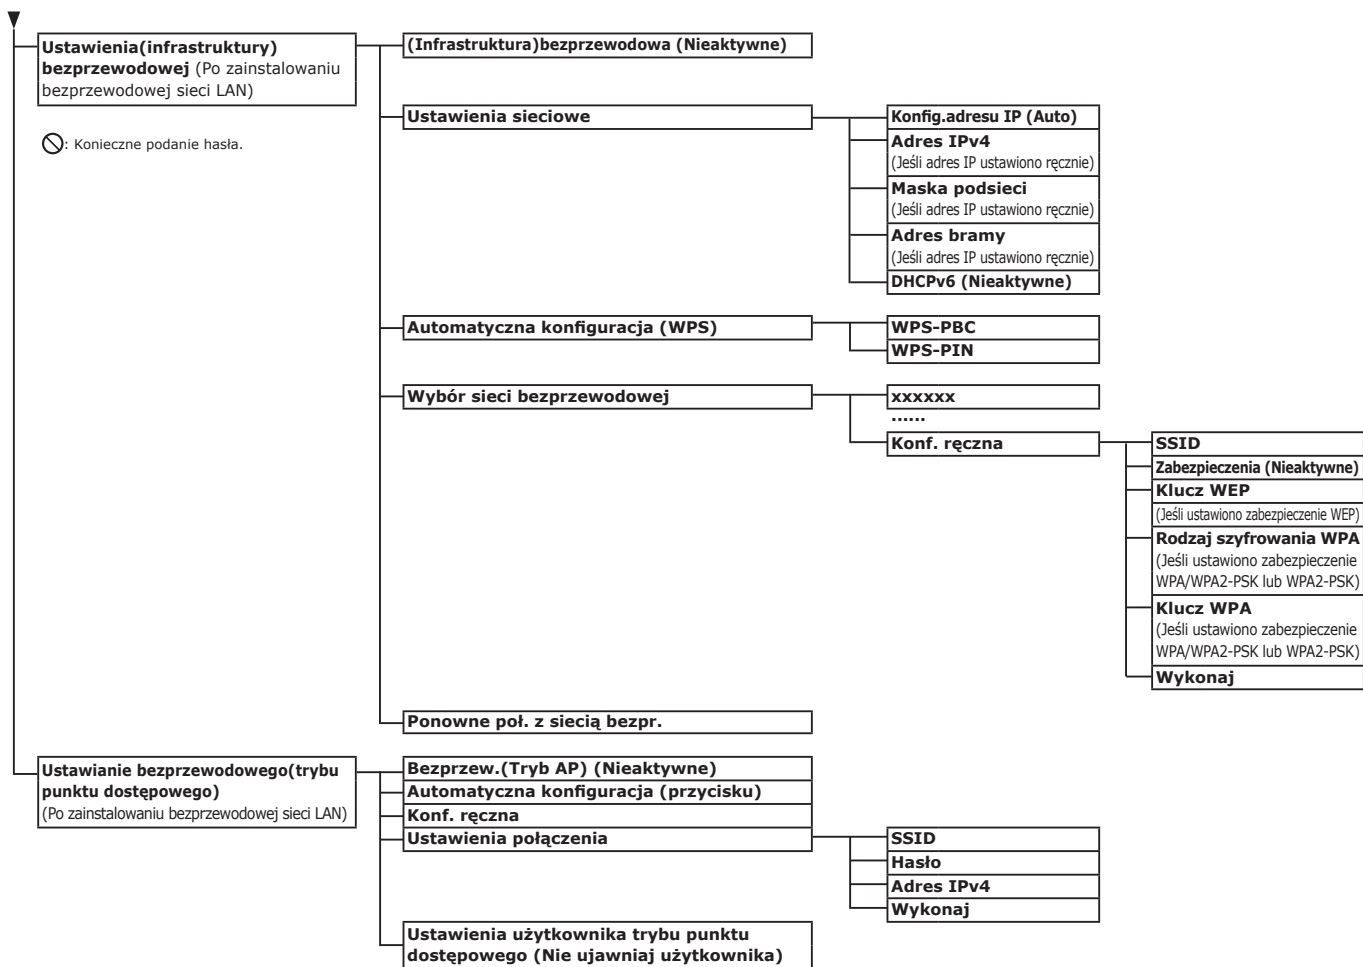 Ustawienia(infrastruktury)
bezprzewodowej (Po zainstalowaniu
bezprzewodowej sieci LAN)
: Konieczne podanie hasła.
(Infrastruktura)bezprzewodowa (Nieaktywne)
Ustawienia sieciowe
Konfig.adresu IP (Auto)
Adres IPv4
(Jeśli adres IP ustawiono ręcznie)
Maska podsieci
(Jeśli adres IP ustawiono ręcznie)
Adres bramy
(Jeśli adres IP ustawiono ręcznie)
DHCPv6 (Nieaktywne)
Automatyczna konfiguracja (WPS)
WPS-PBC
WPS-PIN
Wybór sieci bezprzewodowej
xxxxxx
......
Konf. ręczna
SSID
Zabezpieczenia (Nieaktywne)
Klucz WEP
(Jeśli ustawiono zabezpieczenie WEP)
Rodzaj szyfrowania WPA
(Jeśli ustawiono zabezpieczenie
WPA/WPA2-PSK lub WPA2-PSK)
Klucz WPA
(Jeśli ustawiono zabezpieczenie
WPA/WPA2-PSK lub WPA2-PSK)
Wykonaj
Ponowne poł. z siecią bezpr.
Ustawianie bezprzewodowego(trybu
punktu dostępowego)
(Po zainstalowaniu bezprzewodowej sieci LAN)
Bezprzew.(Tryb AP) (Nieaktywne)
Automatyczna konfiguracja (przycisku)
Konf. ręczna
Ustawienia połączenia
SSID
Hasło
Adres IPv4
Wykonaj
Ustawienia użytkownika trybu punktu
dostępowego (Nie ujawniaj użytkownika)